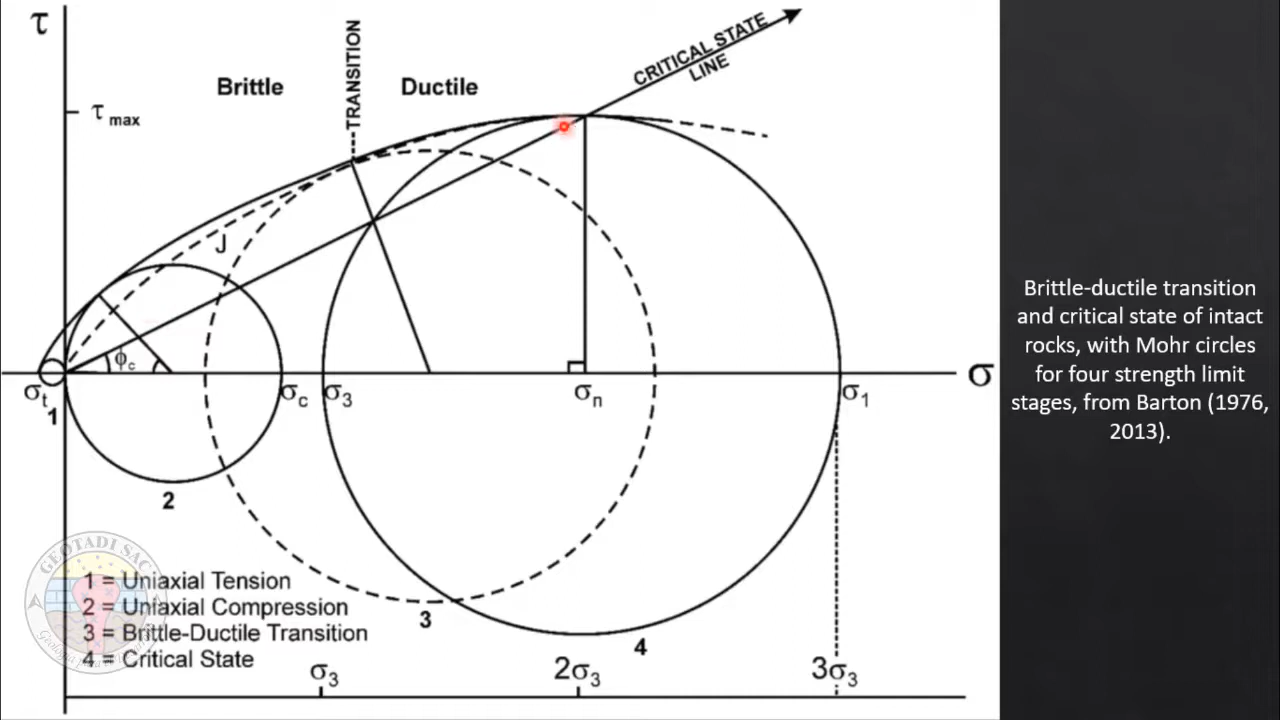 τ
τ max
Brittle
TRANSITION
Ductile
CRITICAL STATE
LINE
J
ϕc
σ
σt
σc
σ3
σn
σ1
1
2
3
4
1 = Uniaxial Tension
2 = Uniaxial Compression
3 = Brittle-Ductile Transition
4 = Critical State
σ3
2σ3
3σ3
GEOTADI SAC
Brittle-ductile transition
and critical state of intact
rocks, with Mohr circles
for four strength limit
stages, from Barton (1976,
2013).